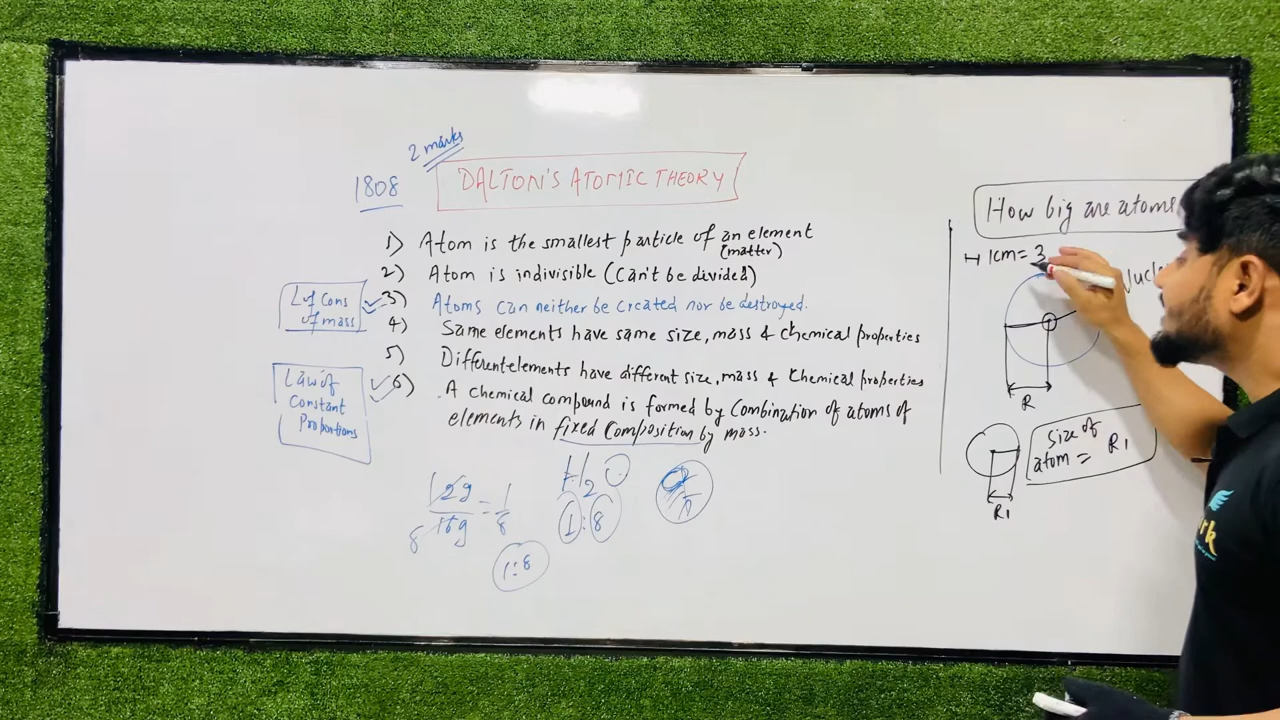 2 marks
1808
DALTON'S ATOMIC THEORY
1) Atom is the smallest particle of an element
(matter)
2) Atom is indivisible (Can't be divided)
3) Atoms can neither be created nor be destroyed.
4) Same elements have same size, mass & chemical properties
5) Different elements have different size, mass & chemical properties
6) A chemical compound is formed by combination of atoms of
elements in fixed composition by mass.
L of Cons
of mass
Law of
Constant
Proportions
12g
16g
8
= 1/8
1:8
H2O
1:8
How big are atoms
H 1cm = 3
Nucle
R
size of
atom = R1
R1
rk